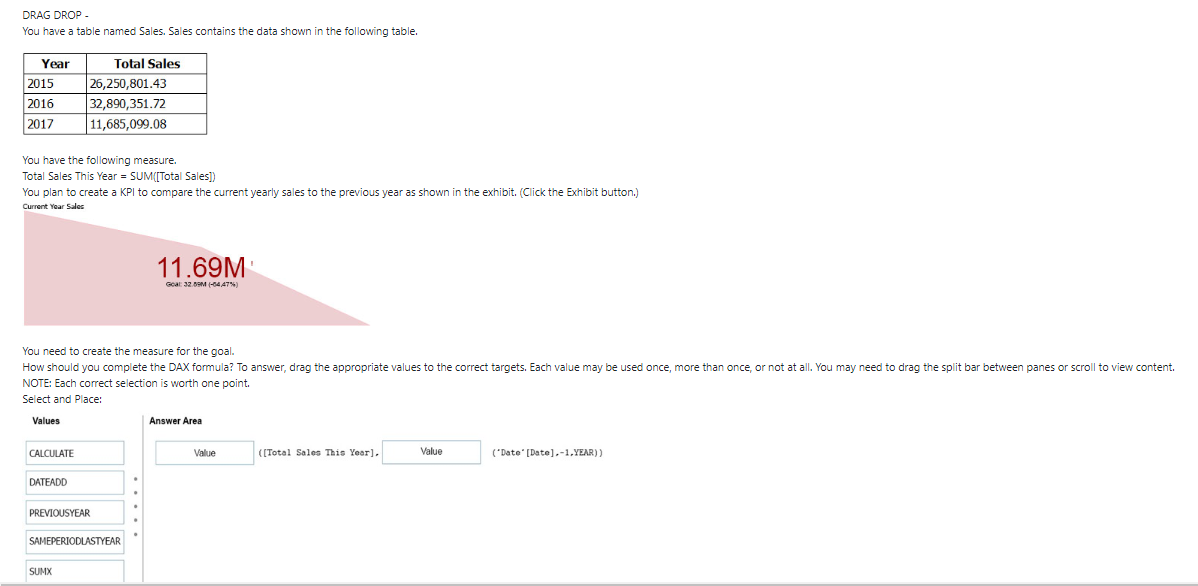 DRAG DROP -
You have a table named Sales. Sales contains the data shown in the following table.
Year Total Sales
2015 26,250,801.43
2016 32,890,351.72
2017 11,685,099.08
You have the following measure.
Total Sales This Year = SUM([Total Sales])
You plan to create a KPI to compare the current yearly sales to the previous year as shown in the exhibit. (Click the Exhibit button.)
Current Year Sales
11.69M !
Goal: 32.89M (-64.47%)
You need to create the measure for the goal.
How should you complete the DAX formula? To answer, drag the appropriate values to the correct targets. Each value may be used once, more than once, or not at all. You may need to drag the split bar between panes or scroll to view content.
NOTE: Each correct selection is worth one point.
Select and Place:
Values Answer Area
CALCULATE Value ([Total Sales This Year], Value ('Date'[Date],-1,YEAR))
DATEADD
PREVIOUSYEAR
SAMEPERIODLASTYEAR
SUMX